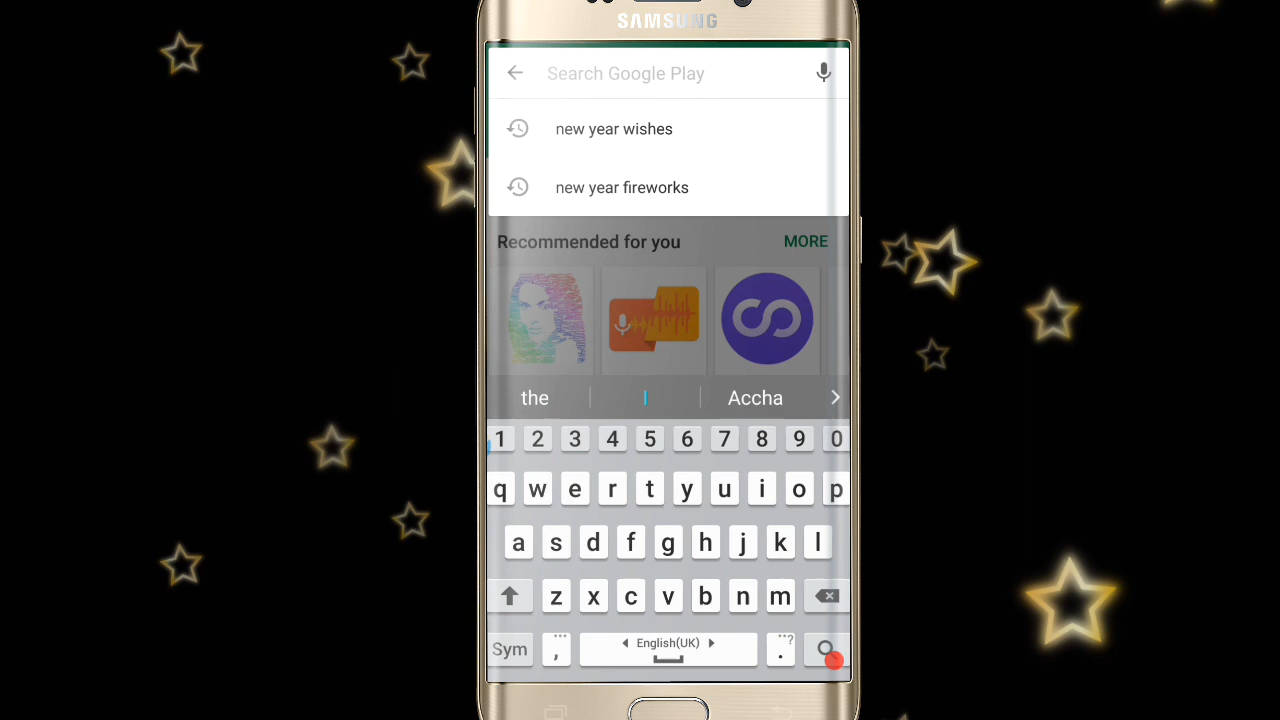 SAMSUNG
Search Google Play
new year wishes
new year fireworks
Recommended for you MORE
the I Accha
1 2 3 4 5 6 7 8 9 0
q w e r t y u i o p
a s d f g h j k l
z x c v b n m
Sym , English(UK) . ?